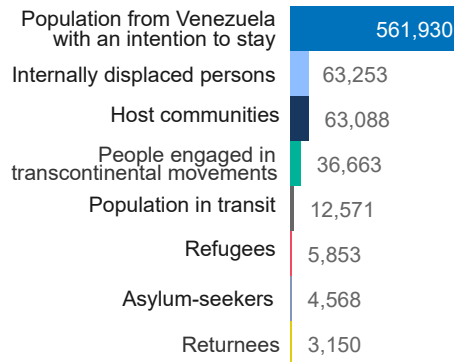 Population from Venezuela
with an intention to stay
561,930
Internally displaced persons
63,253
Host communities
63,088
People engaged in
transcontinental movements
36,663
Population in transit
12,571
Refugees
5,853
Asylum-seekers
4,568
Returnees
3,150